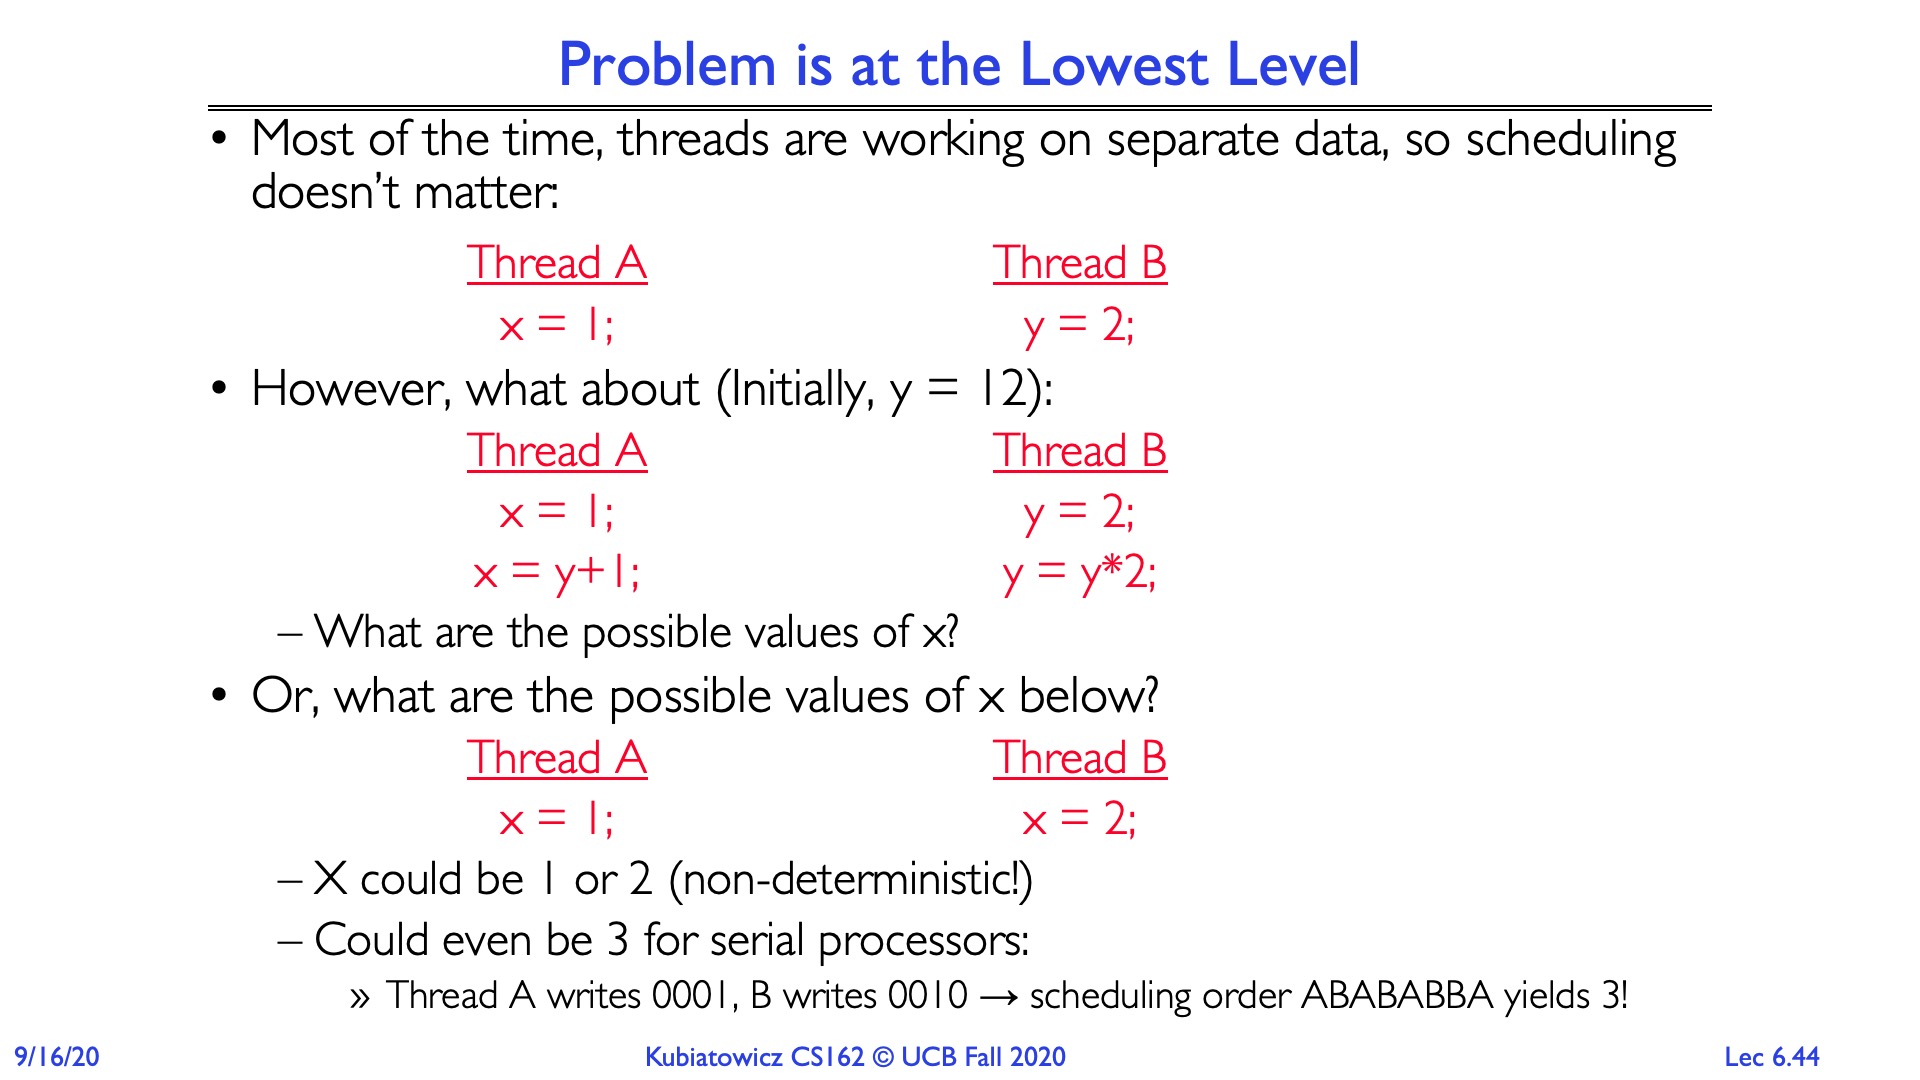 Problem is at the Lowest Level
• Most of the time, threads are working on separate data, so scheduling
doesn’t matter:
Thread A Thread B
x = 1; y = 2;
• However, what about (Initially, y = 12):
Thread A Thread B
x = 1; y = 2;
x = y+1; y = y*2;
– What are the possible values of x?
• Or, what are the possible values of x below?
Thread A Thread B
x = 1; x = 2;
– X could be 1 or 2 (non-deterministic!)
– Could even be 3 for serial processors:
» Thread A writes 0001, B writes 0010 → scheduling order ABABABBA yields 3!
9/16/20 Kubiatowicz CS162 © UCB Fall 2020 Lec 6.44